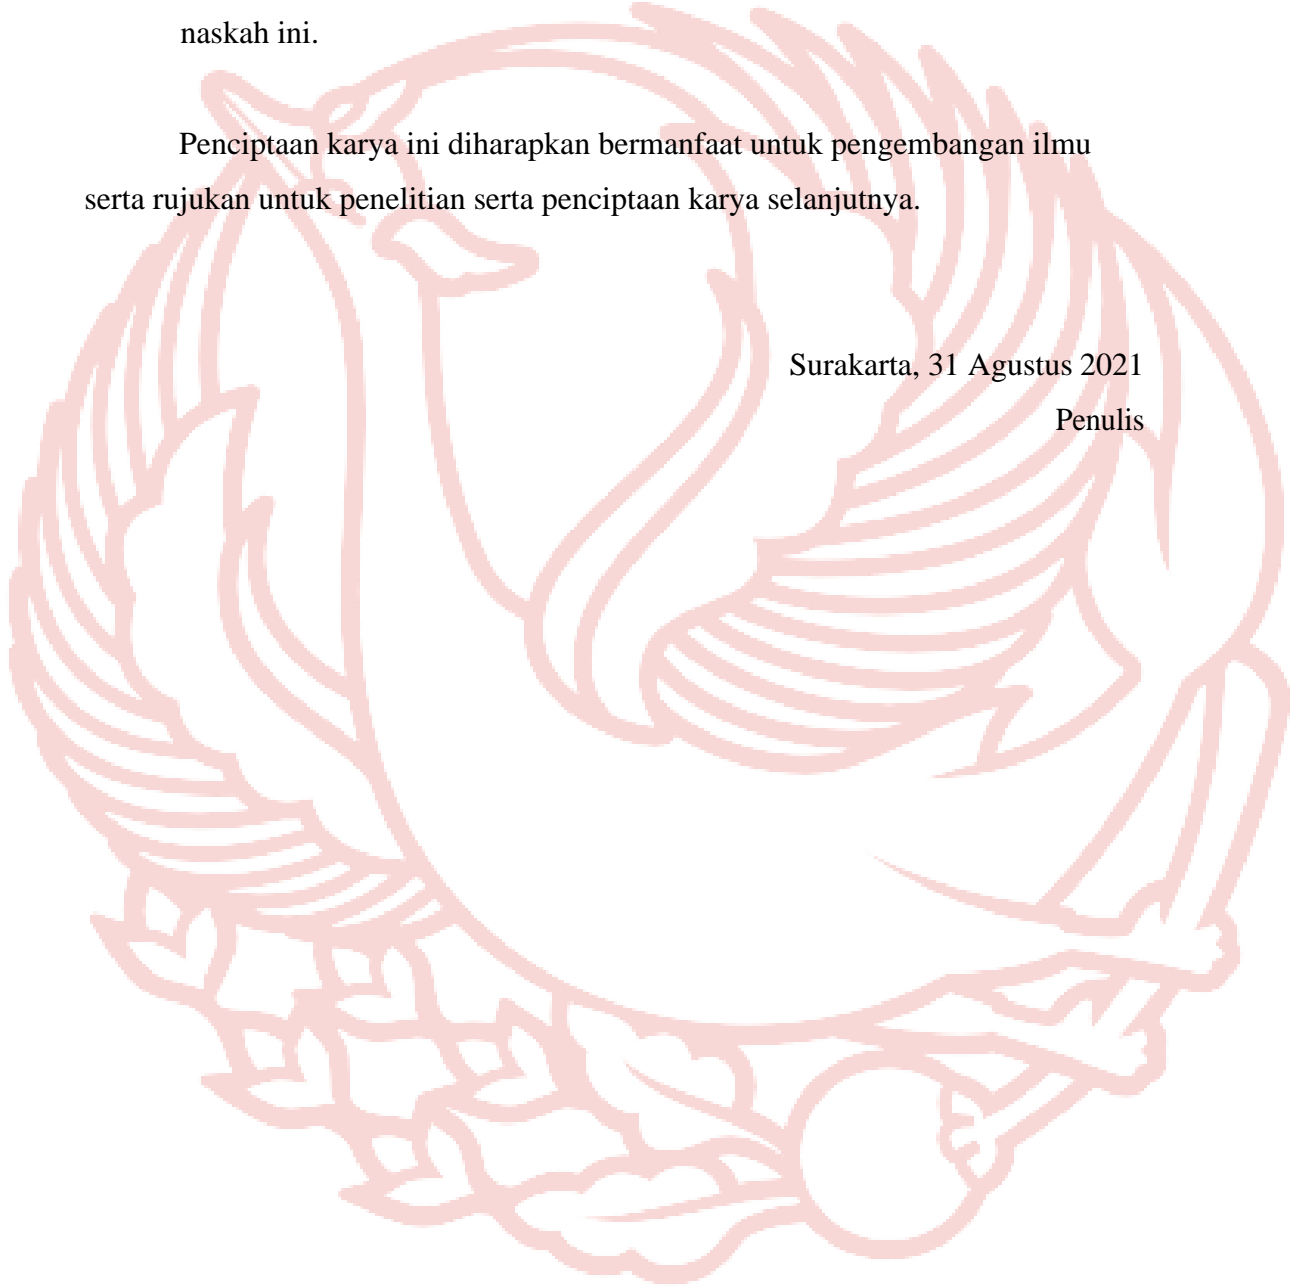 naskah ini.
Penciptaan karya ini diharapkan bermanfaat untuk pengembangan ilmu
serta rujukan untuk penelitian serta penciptaan karya selanjutnya.
Surakarta, 31 Agustus 2021
Penulis